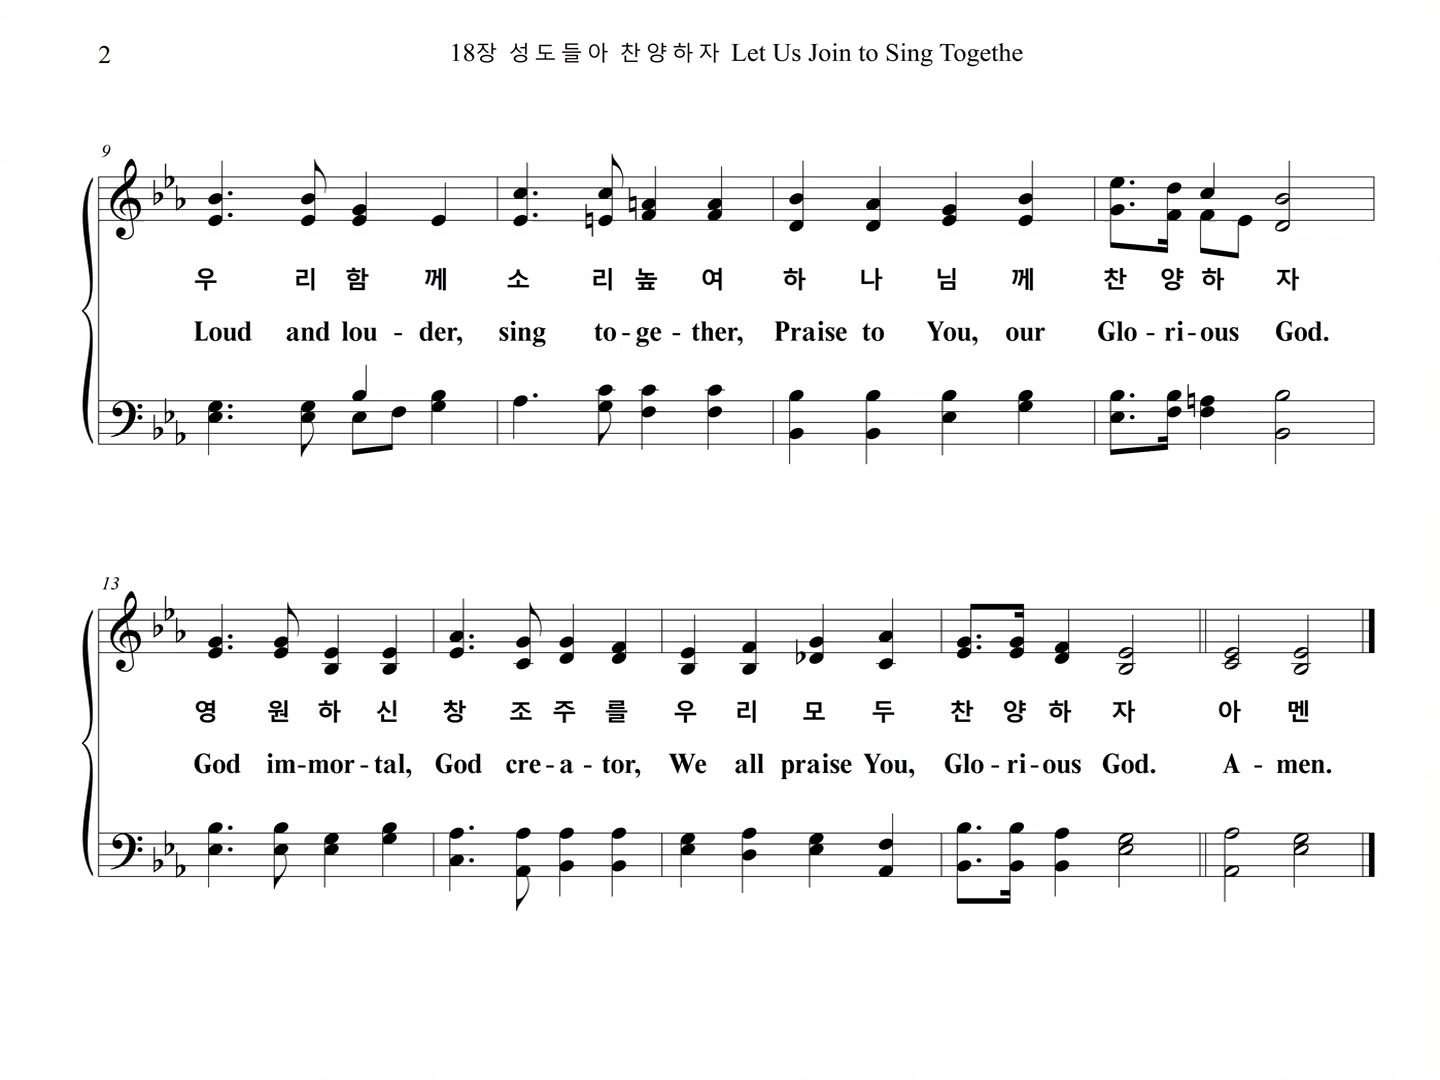 2
18장 성도들아 찬양하자 Let Us Join to Sing Togethe
9
우 리 함 께 소 리 높 여 하 나 님 께 찬 양 하 자
Loud and lou - der, sing to - ge - ther, Praise to You, our Glo - ri - ous God.
13
영 원 하 신 창 조 주 를 우 리 모 두 찬 양 하 자 아 멘
God im - mor - tal, God cre - a - tor, We all praise You, Glo - ri - ous God. A - men.